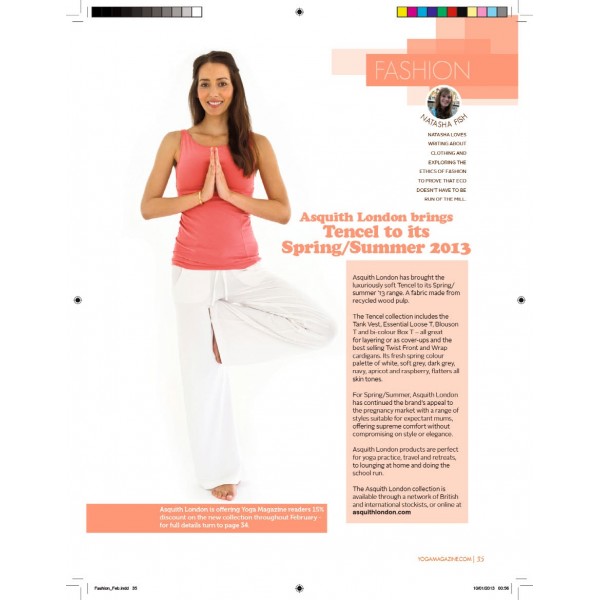 FASHION
NATASHA FISH
NATASHA LOVES
WRITING ABOUT
CLOTHING AND
EXPLORING THE
ETHICS OF FASHION
TO PROVE THAT ECO
DOESN'T HAVE TO BE
RUN OF THE MILL.
Asquith London brings
Tencel to its
Spring/Summer 2013
Asquith London has brought the
luxuriously soft Tencel to its Spring/
summer '13 range. A fabric made from
recycled wood pulp.
The Tencel collection includes the
Tank Vest, Essential Loose T, Blouson
T and bi-colour Box T – all great
for layering or as cover-ups and the
best selling Twist Front and Wrap
cardigans. Its fresh spring colour
palette of white, soft grey, dark grey,
navy, apricot and raspberry, flatters all
skin tones.
For Spring/Summer, Asquith London
has continued the brand's appeal to
the pregnancy market with a range of
styles suitable for expectant mums,
offering supreme comfort without
compromising on style or elegance.
Asquith London products are perfect
for yoga practice, travel and retreats,
to lounging at home and doing the
school run.
The Asquith London collection is
available through a network of British
and international stockists, or online at
asquithlondon.com
Asquith London is offering Yoga Magazine readers 15%
discount on the new collection throughout February -
for full details turn to page 34.
YOGAMAGAZINE.COM | 35
Fashion_Feb.indd 35
10/01/2013 00:56